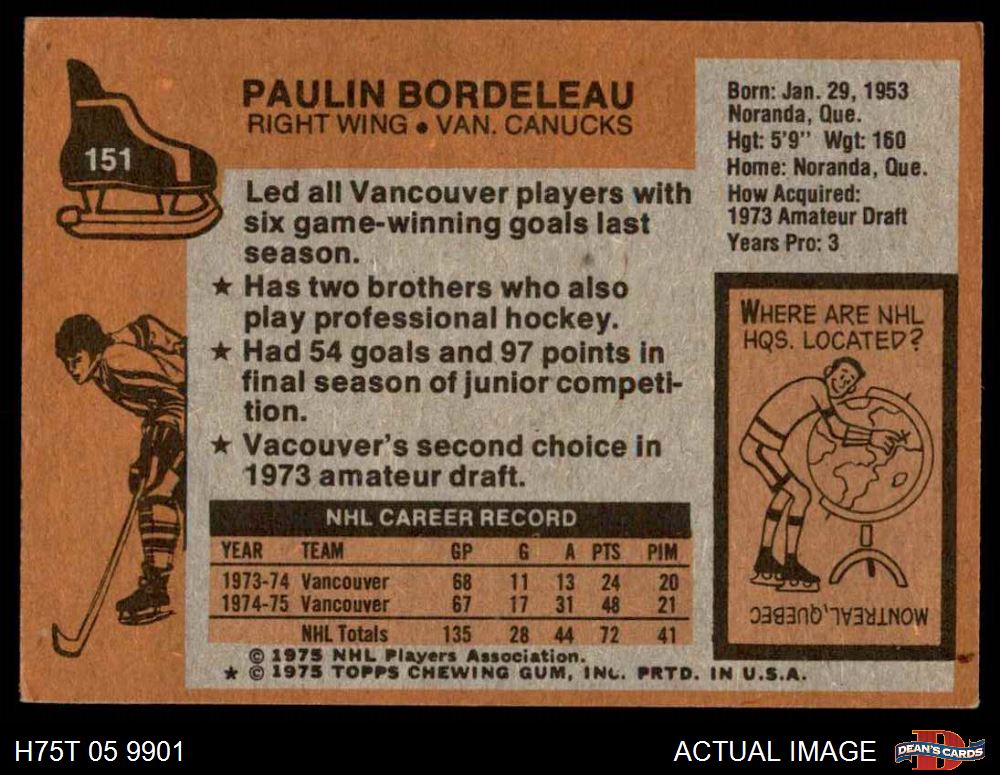 151
PAULIN BORDELEAU
RIGHT WING • VAN. CANUCKS
Born: Jan. 29, 1953
Noranda, Que.
Hgt: 5'9" Wgt: 160
Home: Noranda, Que.
How Acquired:
1973 Amateur Draft
Years Pro: 3
Led all Vancouver players with
six game-winning goals last
season.
★ Has two brothers who also
play professional hockey.
★ Had 54 goals and 97 points in
final season of junior competi-
tion.
★ Vacouver's second choice in
1973 amateur draft.
WHERE ARE NHL
HQS. LOCATED?
MONTREAL, QUEBEC
NHL CAREER RECORD
YEAR TEAM GP G A PTS PIM
1973-74 Vancouver 68 11 13 24 20
1974-75 Vancouver 67 17 31 48 21
NHL Totals 135 28 44 72 41
© 1975 NHL Players Association.
★ © 1975 TOPPS CHEWING GUM, INC. PRTD. IN U.S.A.
H75T 05 9901
ACTUAL IMAGE
D
DEAN'S CARDS